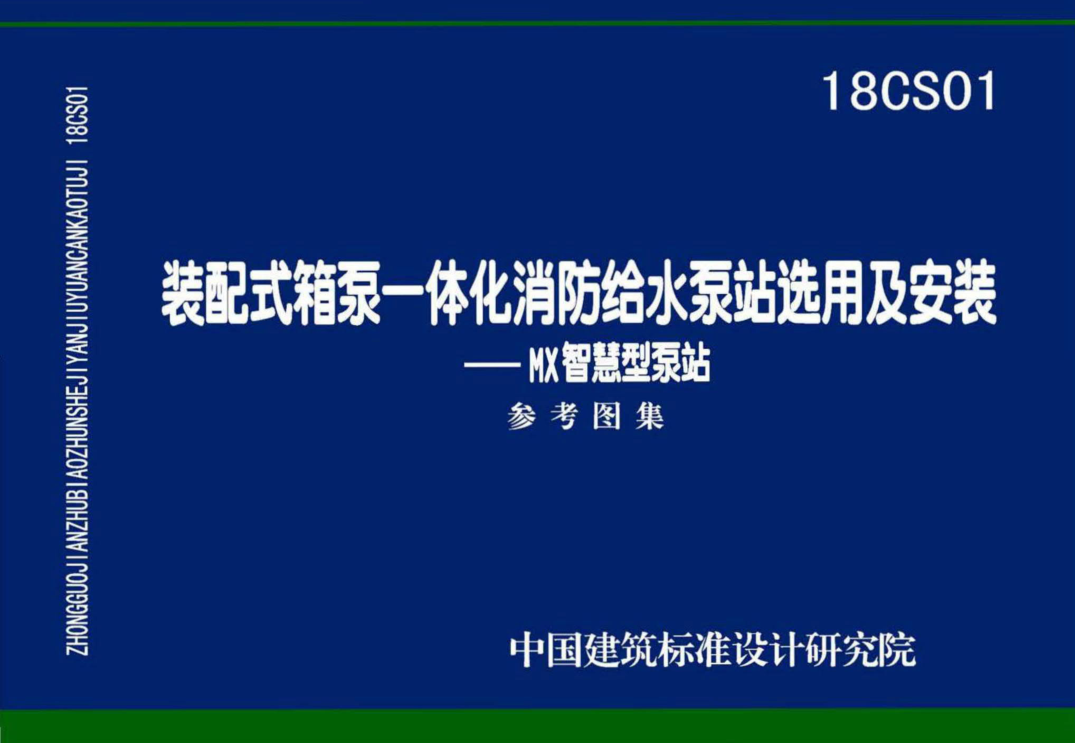 18CS01
ZHONGGUOJIANZHUBIAOZHUNSHEJIYANJIUYUANCANKAOTUJI 18CS01
装配式箱泵一体化消防给水泵站选用及安装
——MX智慧型泵站
参考图集
中国建筑标准设计研究院